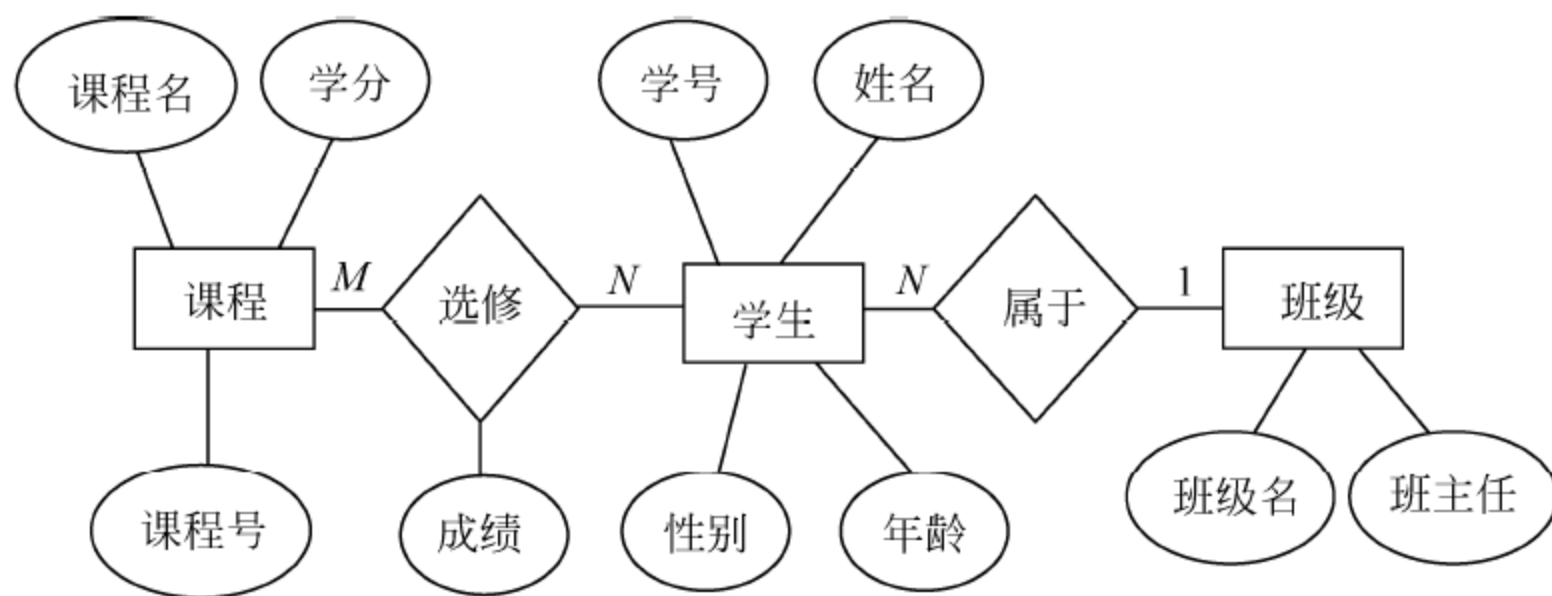 课程名
学分
学号
姓名
课程
M
选修
N
学生
N
属于
1
班级
课程号
成绩
性别
年龄
班级名
班主任